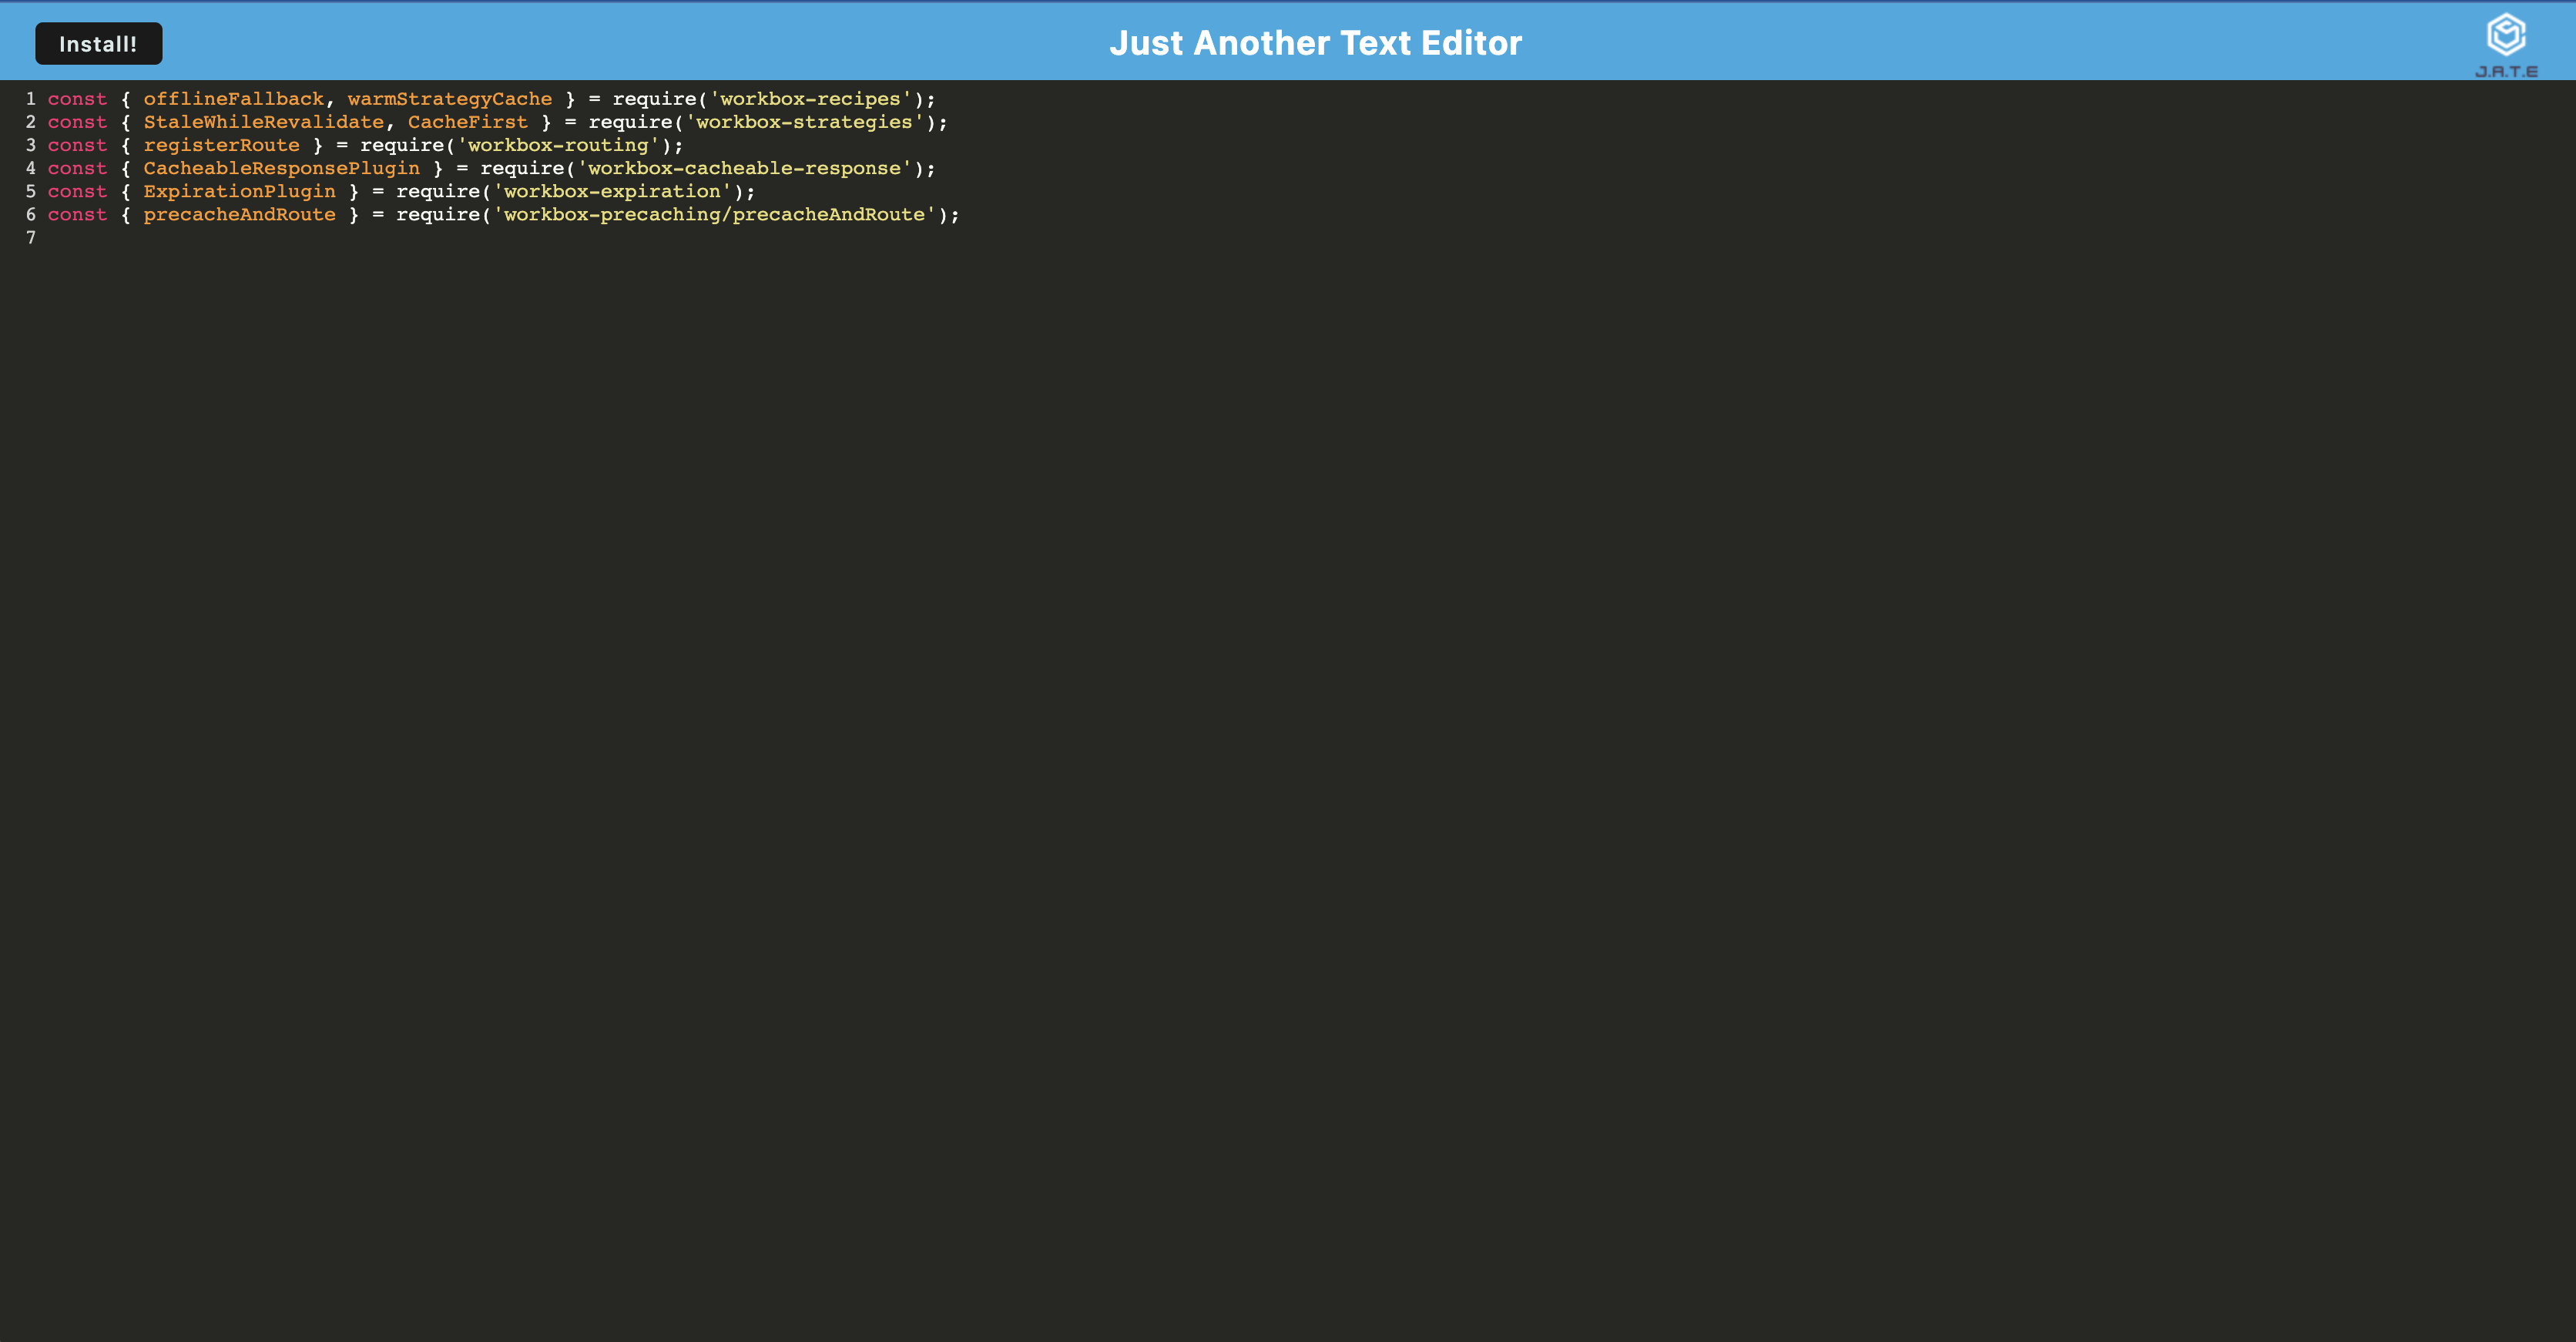 Install!
Just Another Text Editor
J.A.T.E
1 const { offlineFallback, warmStrategyCache } = require('workbox-recipes');
2 const { StaleWhileRevalidate, CacheFirst } = require('workbox-strategies');
3 const { registerRoute } = require('workbox-routing');
4 const { CacheableResponsePlugin } = require('workbox-cacheable-response');
5 const { ExpirationPlugin } = require('workbox-expiration');
6 const { precacheAndRoute } = require('workbox-precaching/precacheAndRoute');
7